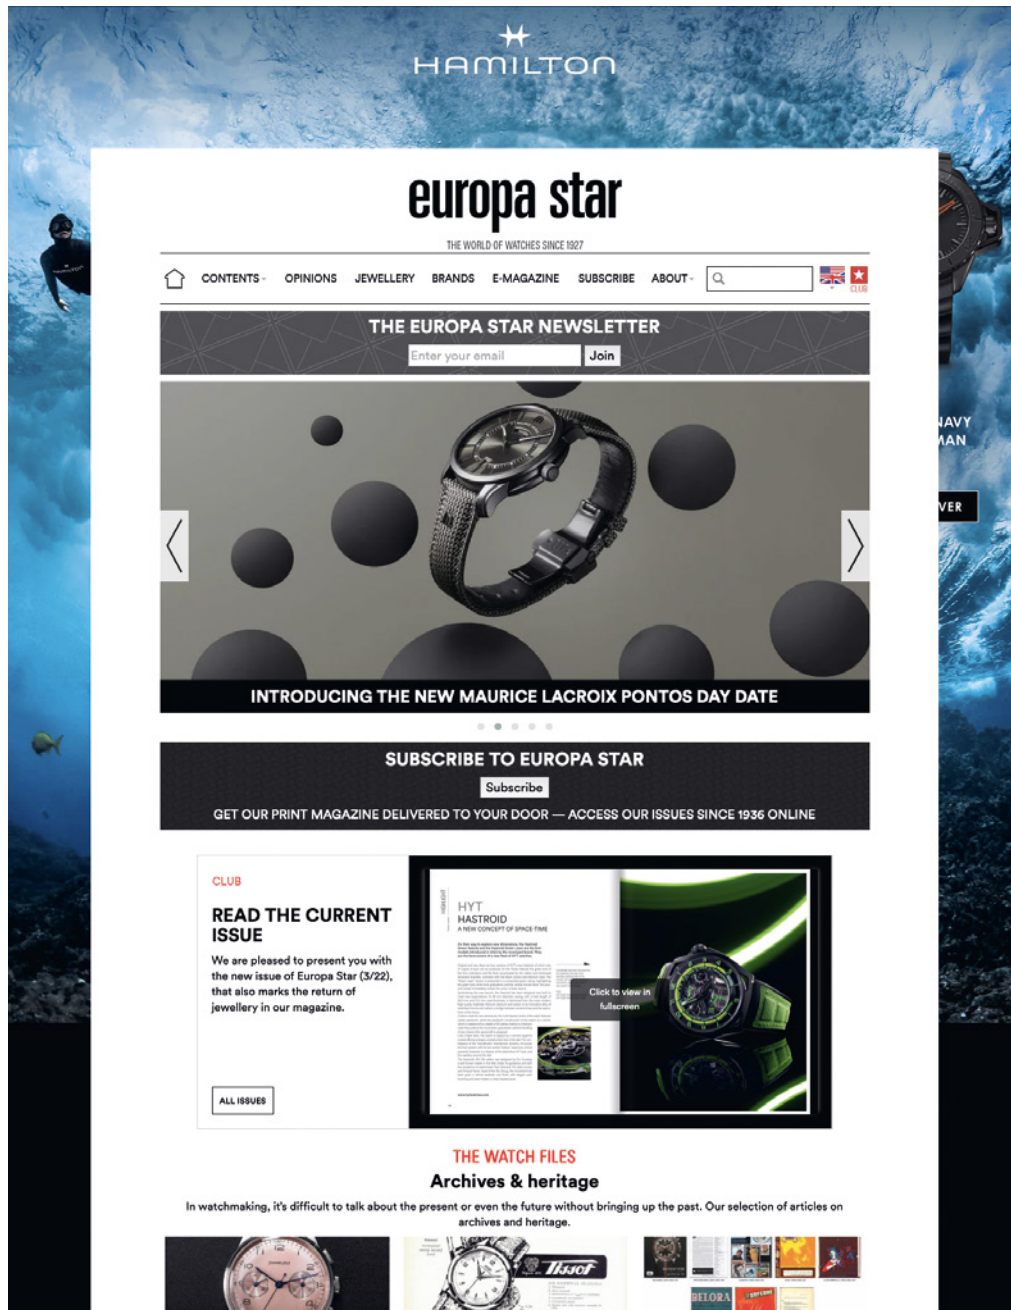 HAMILTON
europa star
THE WORLD OF WATCHES SINCE 1927
CONTENTS OPINIONS JEWELLERY BRANDS E-MAGAZINE SUBSCRIBE ABOUT
CLUB
THE EUROPA STAR NEWSLETTER
Enter your email Join
NAVY
MAN
VER
INTRODUCING THE NEW MAURICE LACROIX PONTOS DAY DATE
SUBSCRIBE TO EUROPA STAR
Subscribe
GET OUR PRINT MAGAZINE DELIVERED TO YOUR DOOR — ACCESS OUR ISSUES SINCE 1936 ONLINE
CLUB
READ THE CURRENT
ISSUE
We are pleased to present you with
the new issue of Europa Star (3/22),
that also marks the return of
jewellery in our magazine.
ALL ISSUES
HIGHLIGHT
HYT
HASTROID
A NEW CONCEPT OF SPACE-TIME
Click to view in
fullscreen
THE WATCH FILES
Archives & heritage
In watchmaking, it's difficult to talk about the present or even the future without bringing up the past. Our selection of articles on
archives and heritage.
Tissot
BELORA